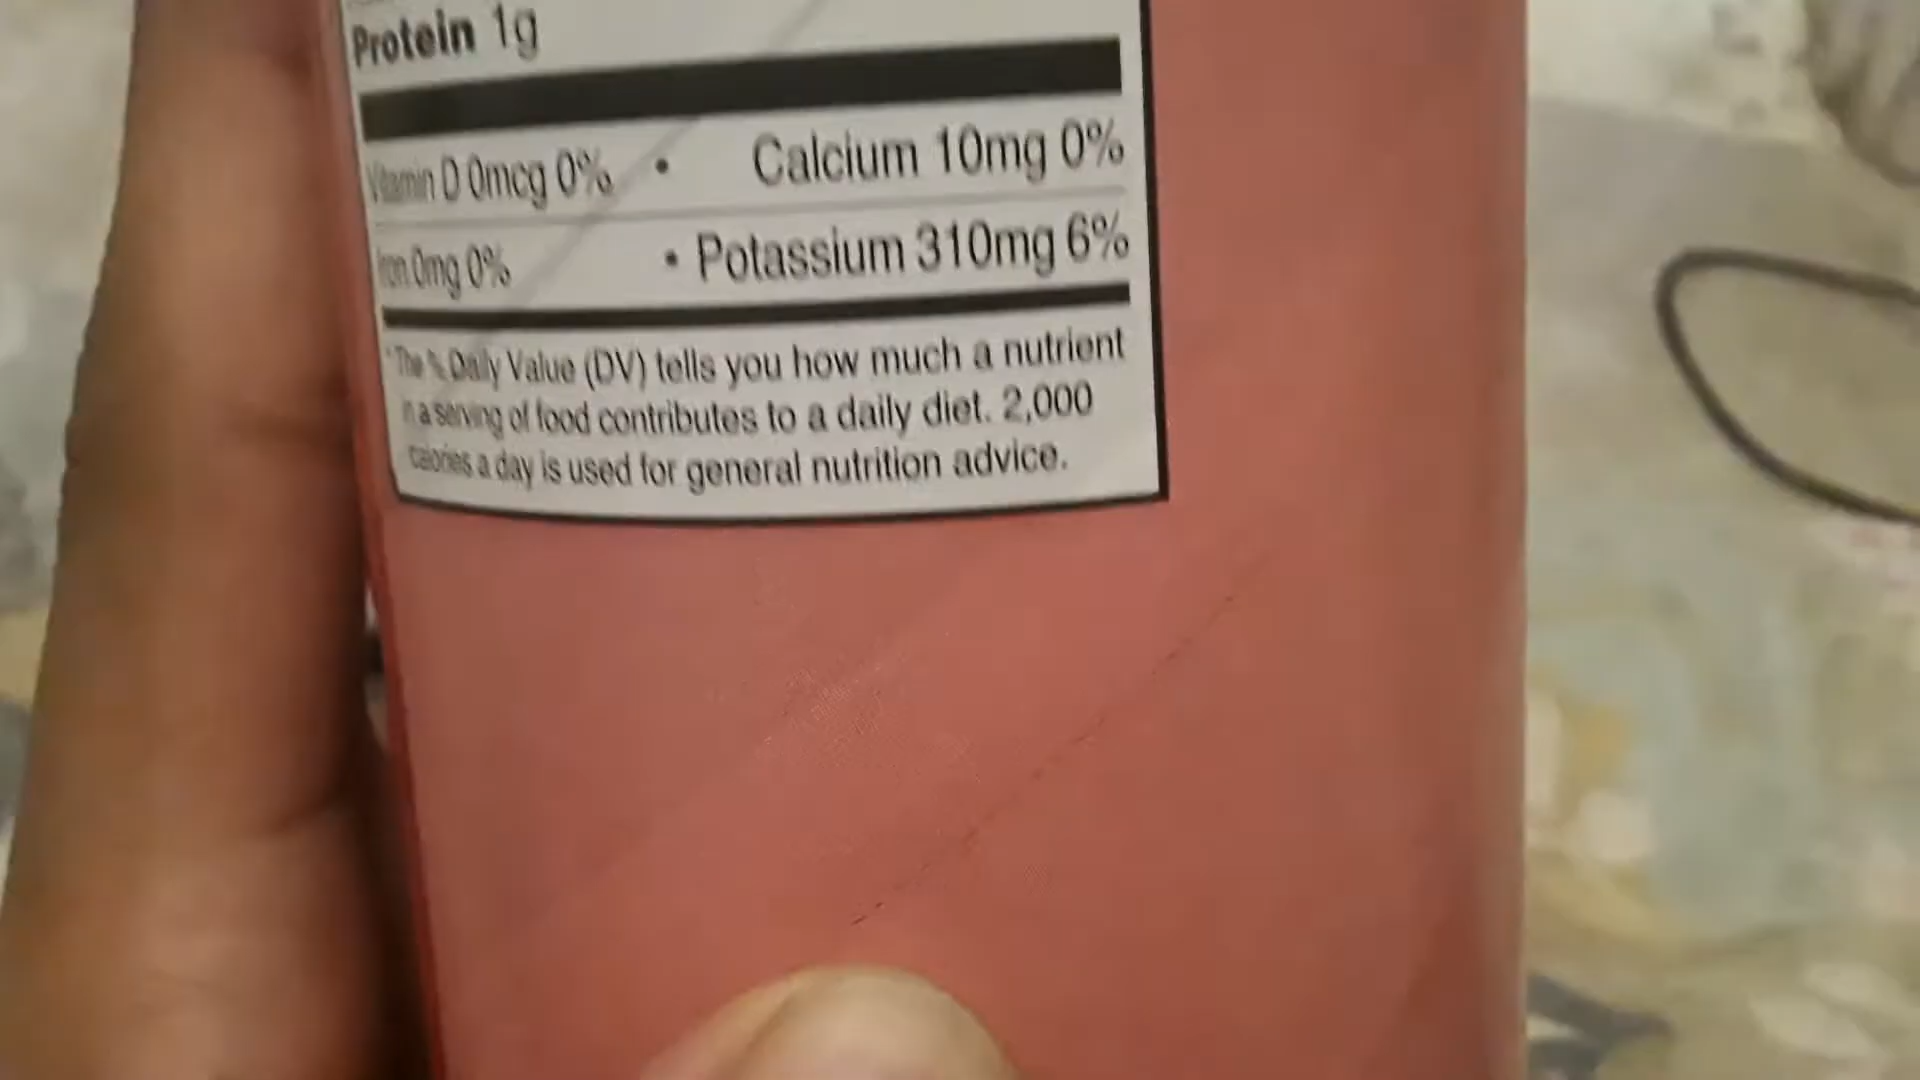 Protein 1g
Vitamin D 0mcg 0% • Calcium 10mg 0%
Iron 0mg 0% • Potassium 310mg 6%
*The % Daily Value (DV) tells you how much a nutrient
in a serving of food contributes to a daily diet. 2,000
calories a day is used for general nutrition advice.